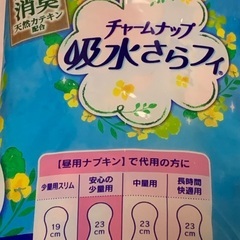 消臭
天然カテキン
配合
チャームナップ
吸水さらフィ
【昼用ナプキン】で代用の方に
少量用スリム
安心の
少量用
中量用
長時間
快適用
19
cm
23
cm
23
cm
23
cm